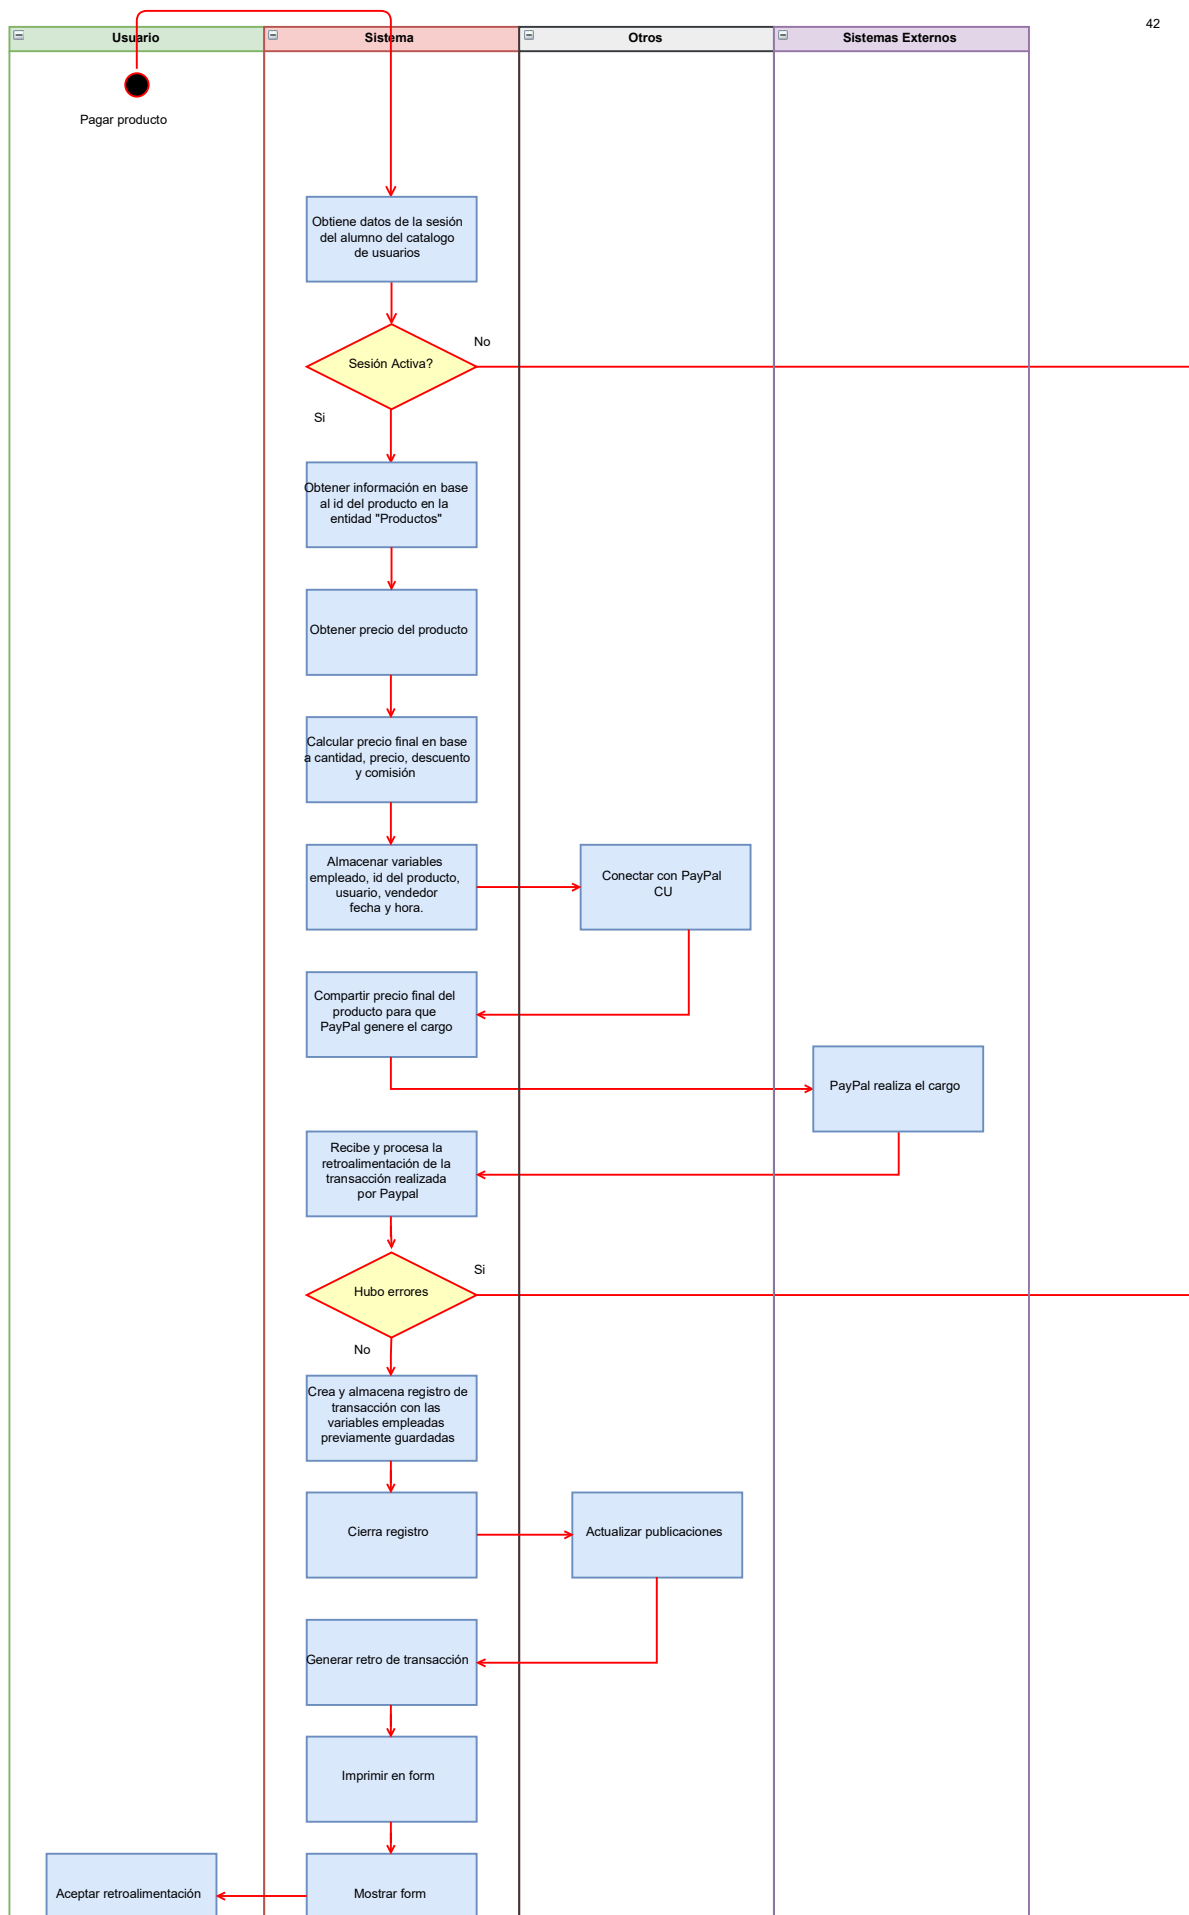 42
Usuario
Sistema
Otros
Sistemas Externos
Pagar producto
Obtiene datos de la sesión
del alumno del catalogo
de usuarios
Sesión Activa?
No
Si
Obtener información en base
al id del producto en la
entidad "Productos"
Obtener precio del producto
Calcular precio final en base
a cantidad, precio, descuento
y comisión
Almacenar variables
empleado, id del producto,
usuario, vendedor
fecha y hora.
Conectar con PayPal
CU
Compartir precio final del
producto para que
PayPal genere el cargo
PayPal realiza el cargo
Recibe y procesa la
retroalimentación de la
transacción realizada
por Paypal
Hubo errores
Si
No
Crea y almacena registro de
transacción con las
variables empleadas
previamente guardadas
Cierra registro
Actualizar publicaciones
Generar retro de transacción
Imprimir en form
Aceptar retroalimentación
Mostrar form